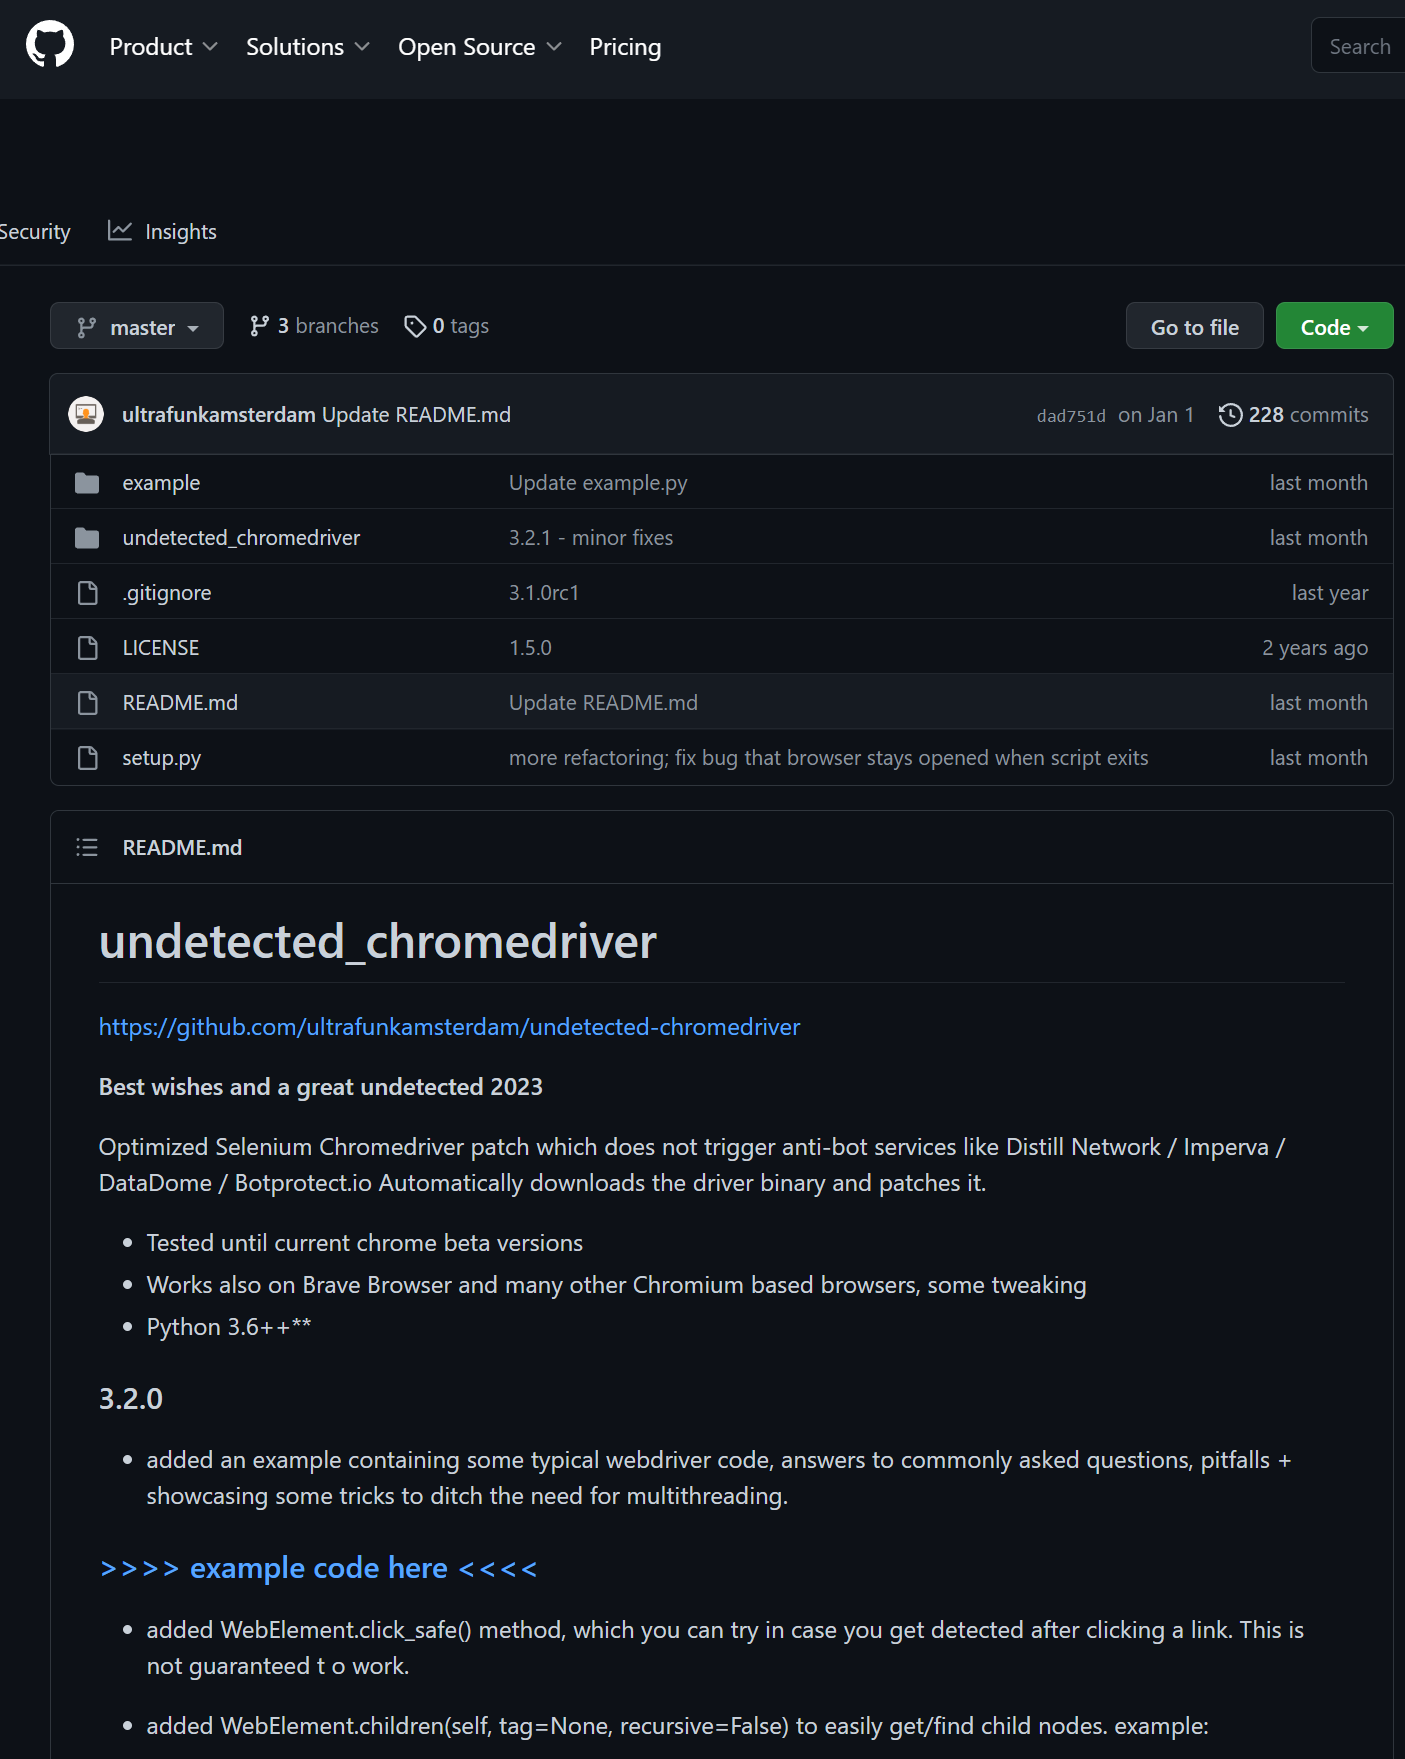 Product Solutions Open Source Pricing Search
Security Insights
master 3 branches 0 tags Go to file Code
ultrafunkamsterdam Update README.md dad751d on Jan 1 228 commits
example Update example.py last month
undetected_chromedriver 3.2.1 - minor fixes last month
.gitignore 3.1.0rc1 last year
LICENSE 1.5.0 2 years ago
README.md Update README.md last month
setup.py more refactoring; fix bug that browser stays opened when script exits last month
README.md
undetected_chromedriver
https://github.com/ultrafunkamsterdam/undetected-chromedriver
Best wishes and a great undetected 2023
Optimized Selenium Chromedriver patch which does not trigger anti-bot services like Distill Network / Imperva /
DataDome / Botprotect.io Automatically downloads the driver binary and patches it.
• Tested until current chrome beta versions
• Works also on Brave Browser and many other Chromium based browsers, some tweaking
• Python 3.6++**
3.2.0
• added an example containing some typical webdriver code, answers to commonly asked questions, pitfalls +
showcasing some tricks to ditch the need for multithreading.
>>>> example code here <<<<
• added WebElement.click_safe() method, which you can try in case you get detected after clicking a link. This is
not guaranteed t o work.
• added WebElement.children(self, tag=None, recursive=False) to easily get/find child nodes. example: